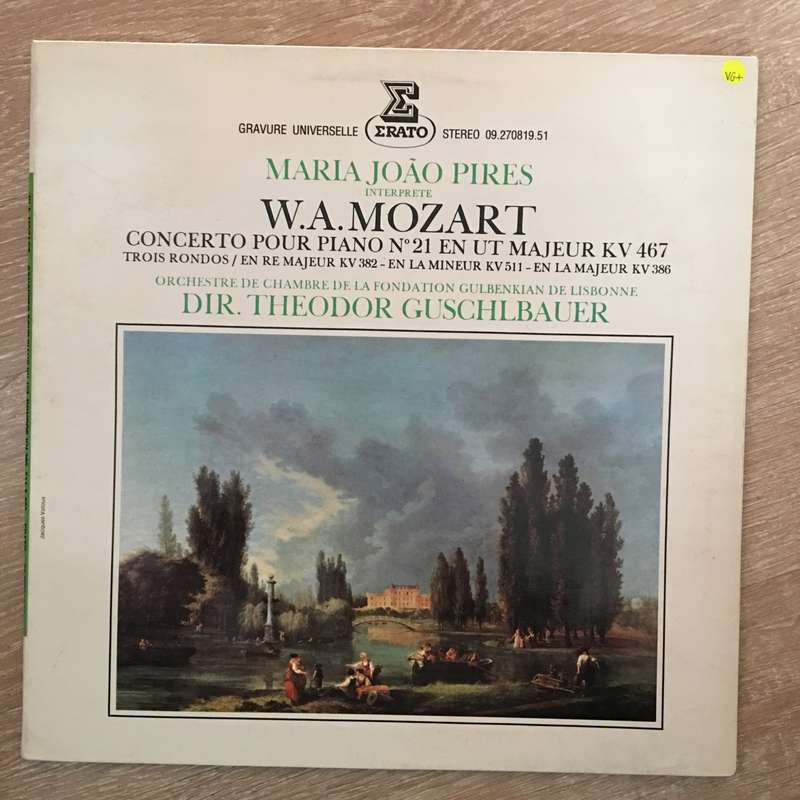 VG+
GRAVURE UNIVERSELLE ERATO STEREO 09.270819.51
MARIA JOÃO PIRES
INTERPRETE
W.A. MOZART
CONCERTO POUR PIANO N° 21 EN UT MAJEUR KV 467
TROIS RONDOS / EN RE MAJEUR KV 382 - EN LA MINEUR KV 511 - EN LA MAJEUR KV 386
ORCHESTRE DE CHAMBRE DE LA FONDATION GULBENKIAN DE LISBONNE
DIR. THEODOR GUSCHLBAUER